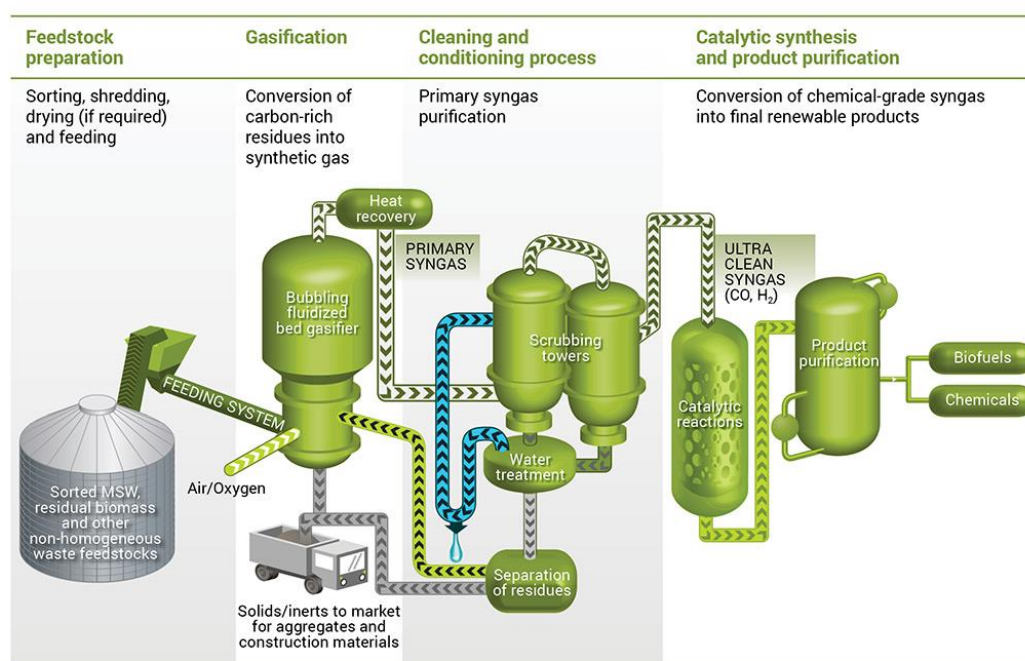 Feedstock
preparation
Gasification
Cleaning and
conditioning process
Catalytic synthesis
and product purification
Sorting, shredding,
drying (if required)
and feeding
Conversion of
carbon-rich
residues into
synthetic gas
Primary syngas
purification
Conversion of chemical-grade syngas
into final renewable products
Heat
recovery
PRIMARY
SYNGAS
ULTRA
CLEAN
SYNGAS
(CO, H₂)
Bubbling
fluidized
bed gasifier
Scrubbing
towers
Product
purification
Biofuels
Chemicals
FEEDING SYSTEM
Catalytic
reactions
Water
treatment
Air/Oxygen
Sorted MSW,
residual biomass
and other
non-homogeneous
waste feedstocks
Separation
of residues
Solids/inerts to market
for aggregates and
construction materials